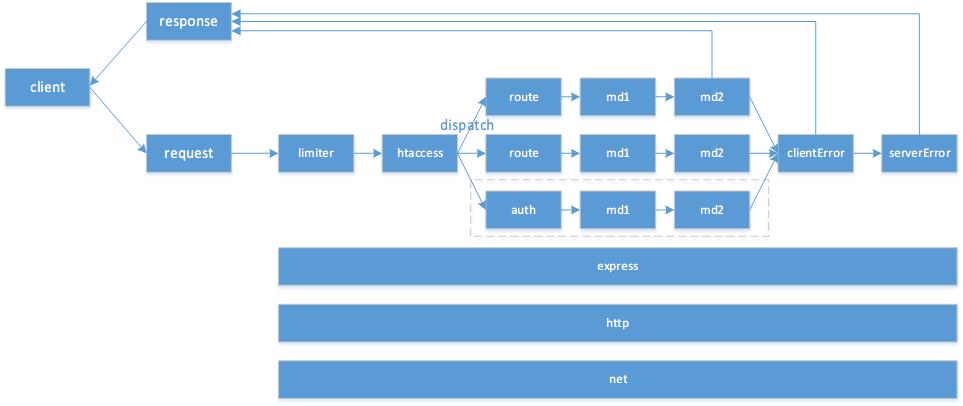 response
client
route
md1
md2
dispatch
request
limiter
htaccess
route
md1
md2
clientError
serverError
auth
md1
md2
express
http
net